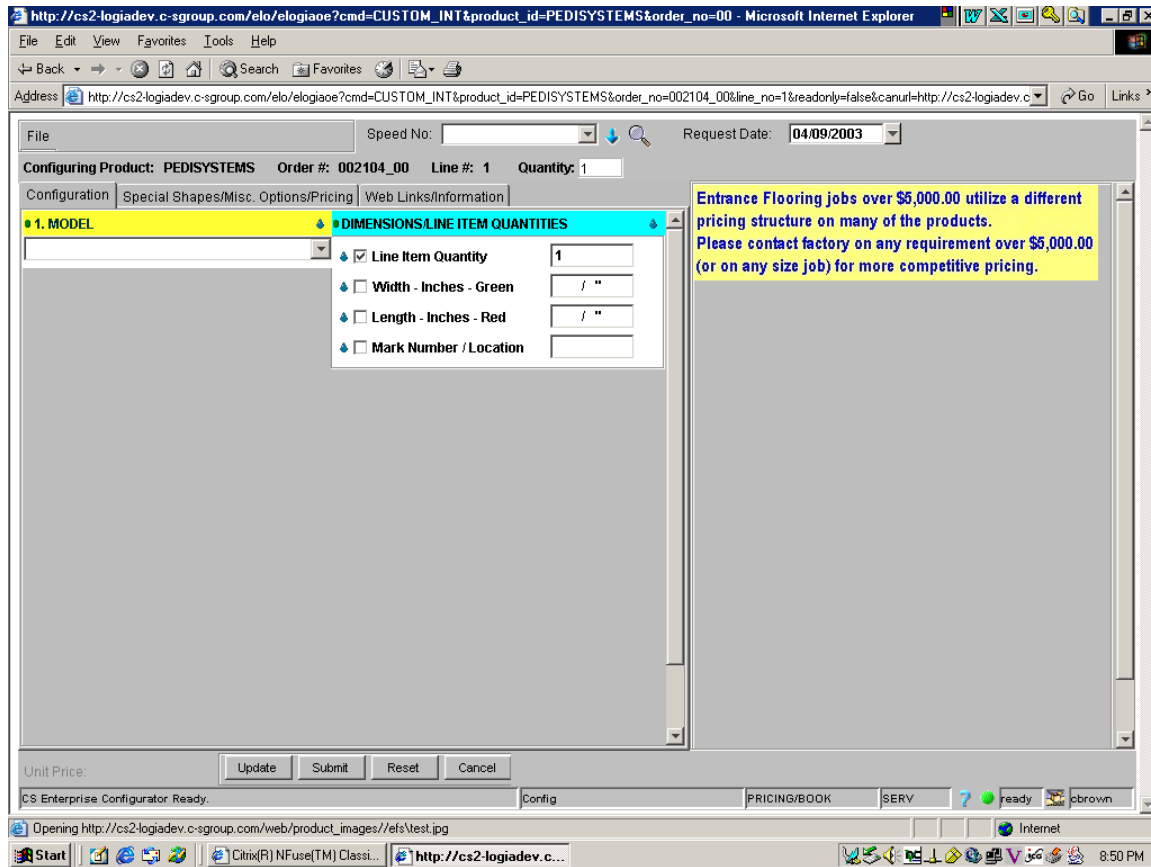 http://cs2-logiadev.c-sgroup.com/elo/elogiaoe?cmd=CUSTOM_INT&product_id=PEDISYSTEMS&order_no=00 - Microsoft Internet Explorer
File Edit View Favorites Tools Help
Back Search Favorites
Address http://cs2-logiadev.c-sgroup.com/elo/elogiaoe?cmd=CUSTOM_INT&product_id=PEDISYSTEMS&order_no=002104_00&line_no=1&readonly=false&canurl=http://cs2-logiadev.c Go Links
File Speed No: Request Date: 04/09/2003
Configuring Product: PEDISYSTEMS Order #: 002104_00 Line #: 1 Quantity: 1
Configuration Special Shapes/Misc. Options/Pricing Web Links/Information
1. MODEL
DIMENSIONS/LINE ITEM QUANTITIES
Line Item Quantity 1
Width - Inches - Green / "
Length - Inches - Red / "
Mark Number / Location
Entrance Flooring jobs over $5,000.00 utilize a different
pricing structure on many of the products.
Please contact factory on any requirement over $5,000.00
(or on any size job) for more competitive pricing.
Unit Price: Update Submit Reset Cancel
CS Enterprise Configurator Ready. Config PRICING/BOOK SERV ? ready cbrown
Opening http://cs2-logiadev.c-sgroup.com/web/product_images//efs\test.jpg Internet
Start Citrix(R) NFuse(TM) Classi... http://cs2-logiadev.c... 8:50 PM